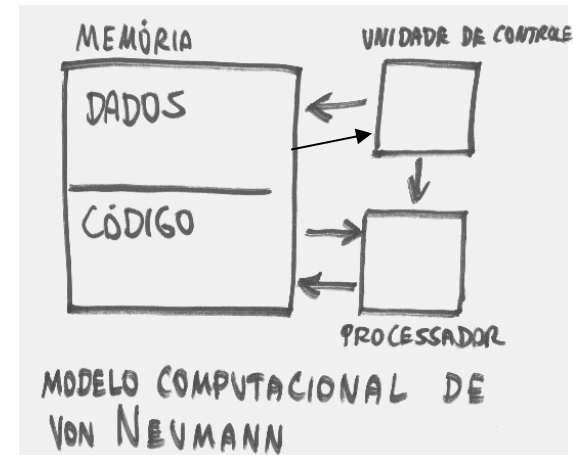 MEMÓRIA
UNIDADE DE CONTROLE
DADOS
CÓDIGO
PROCESSADOR
MODELO COMPUTACIONAL DE
VON NEUMANN